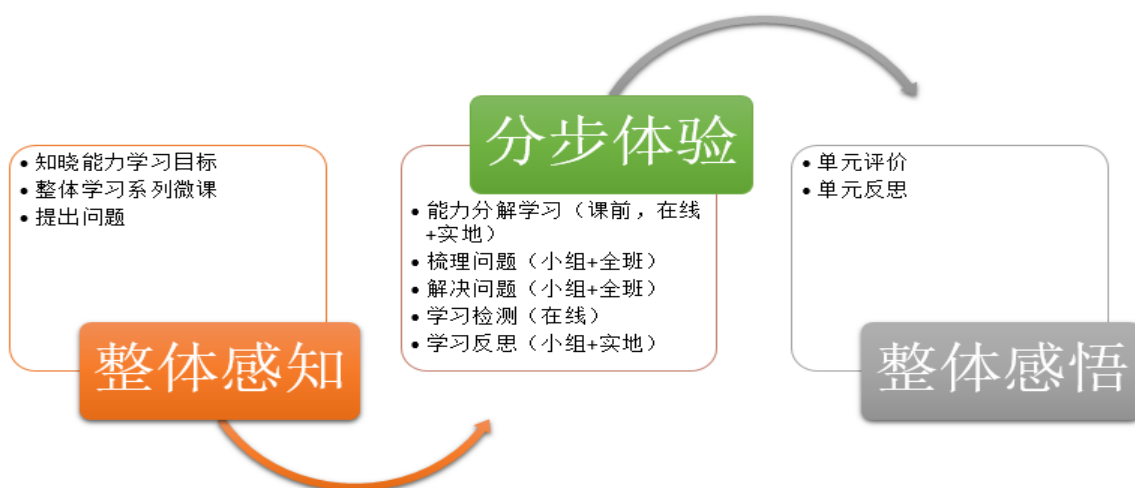 • 知晓能力学习目标
• 整体学习系列微课
• 提出问题
整体感知
分步体验
• 能力分解学习（课前，在线
+实地）
• 梳理问题（小组+全班）
• 解决问题（小组+全班）
• 学习检测（在线）
• 学习反思（小组+实地）
• 单元评价
• 单元反思
整体感悟